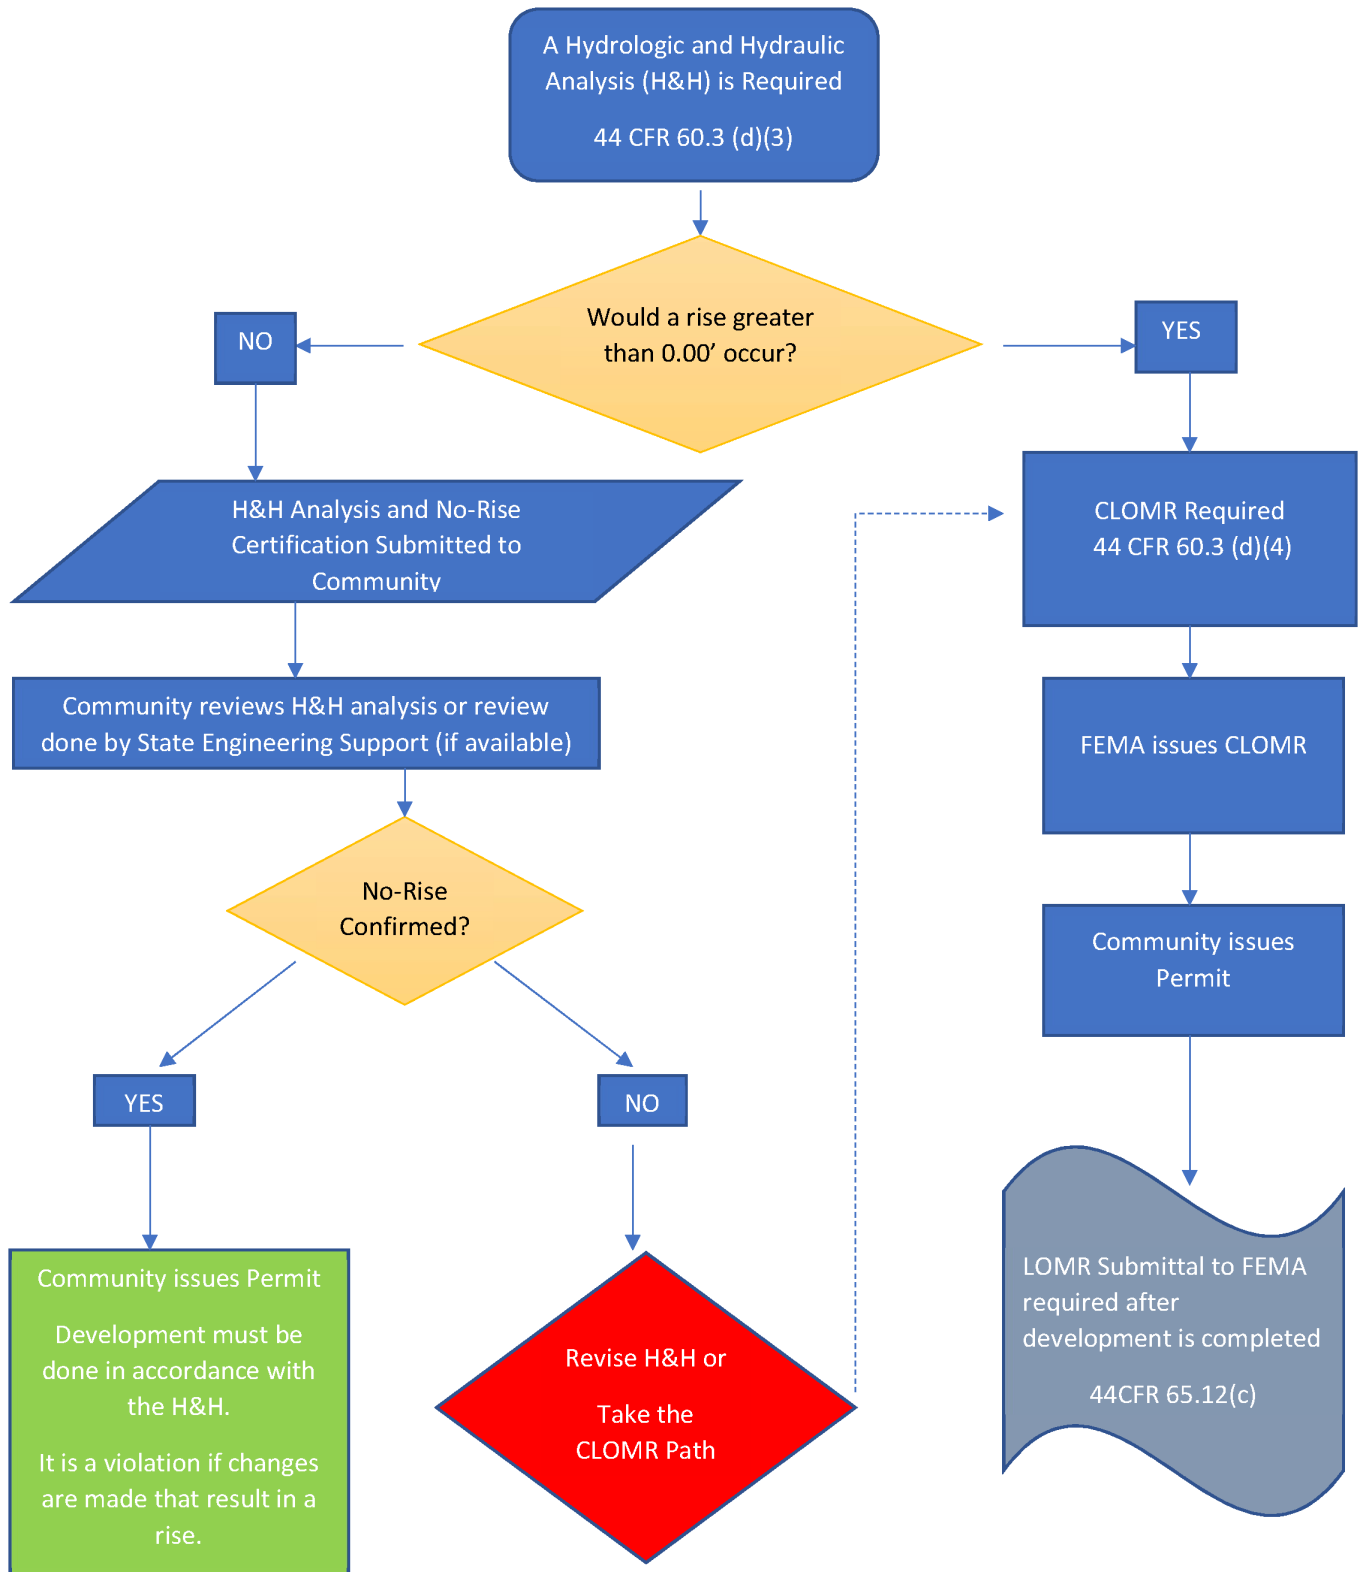 A Hydrologic and Hydraulic
Analysis (H&H) is Required
44 CFR 60.3 (d)(3)
Would a rise greater
than 0.00’ occur?
NO
YES
H&H Analysis and No-Rise
Certification Submitted to
Community
CLOMR Required
44 CFR 60.3 (d)(4)
Community reviews H&H analysis or review
done by State Engineering Support (if available)
FEMA issues CLOMR
No-Rise
Confirmed?
Community issues
Permit
YES
NO
Community issues Permit
Development must be
done in accordance with
the H&H.
It is a violation if changes
are made that result in a
rise.
Revise H&H or
Take the
CLOMR Path
LOMR Submittal to FEMA
required after
development is completed
44CFR 65.12(c)